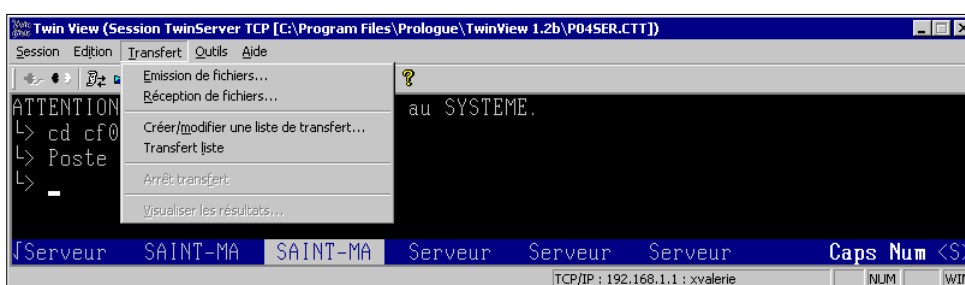 Twin View (Session TwinServer TCP [C:\Program Files\Prologue\TwinView 1.2b\P04SER.CTT])
Session Edition Transfert Outils Aide
Emission de fichiers...
Réception de fichiers...
Créer/modifier une liste de transfert...
Transfert liste
Arrêt transfert
Visualiser les résultats...
ATTENTION au SYSTEME.
cd cf0
Poste
Serveur SAINT-MA SAINT-MA Serveur Serveur Serveur Caps Num <S>
TCP/IP : 192.168.1.1 : xvalerie NUM WIN